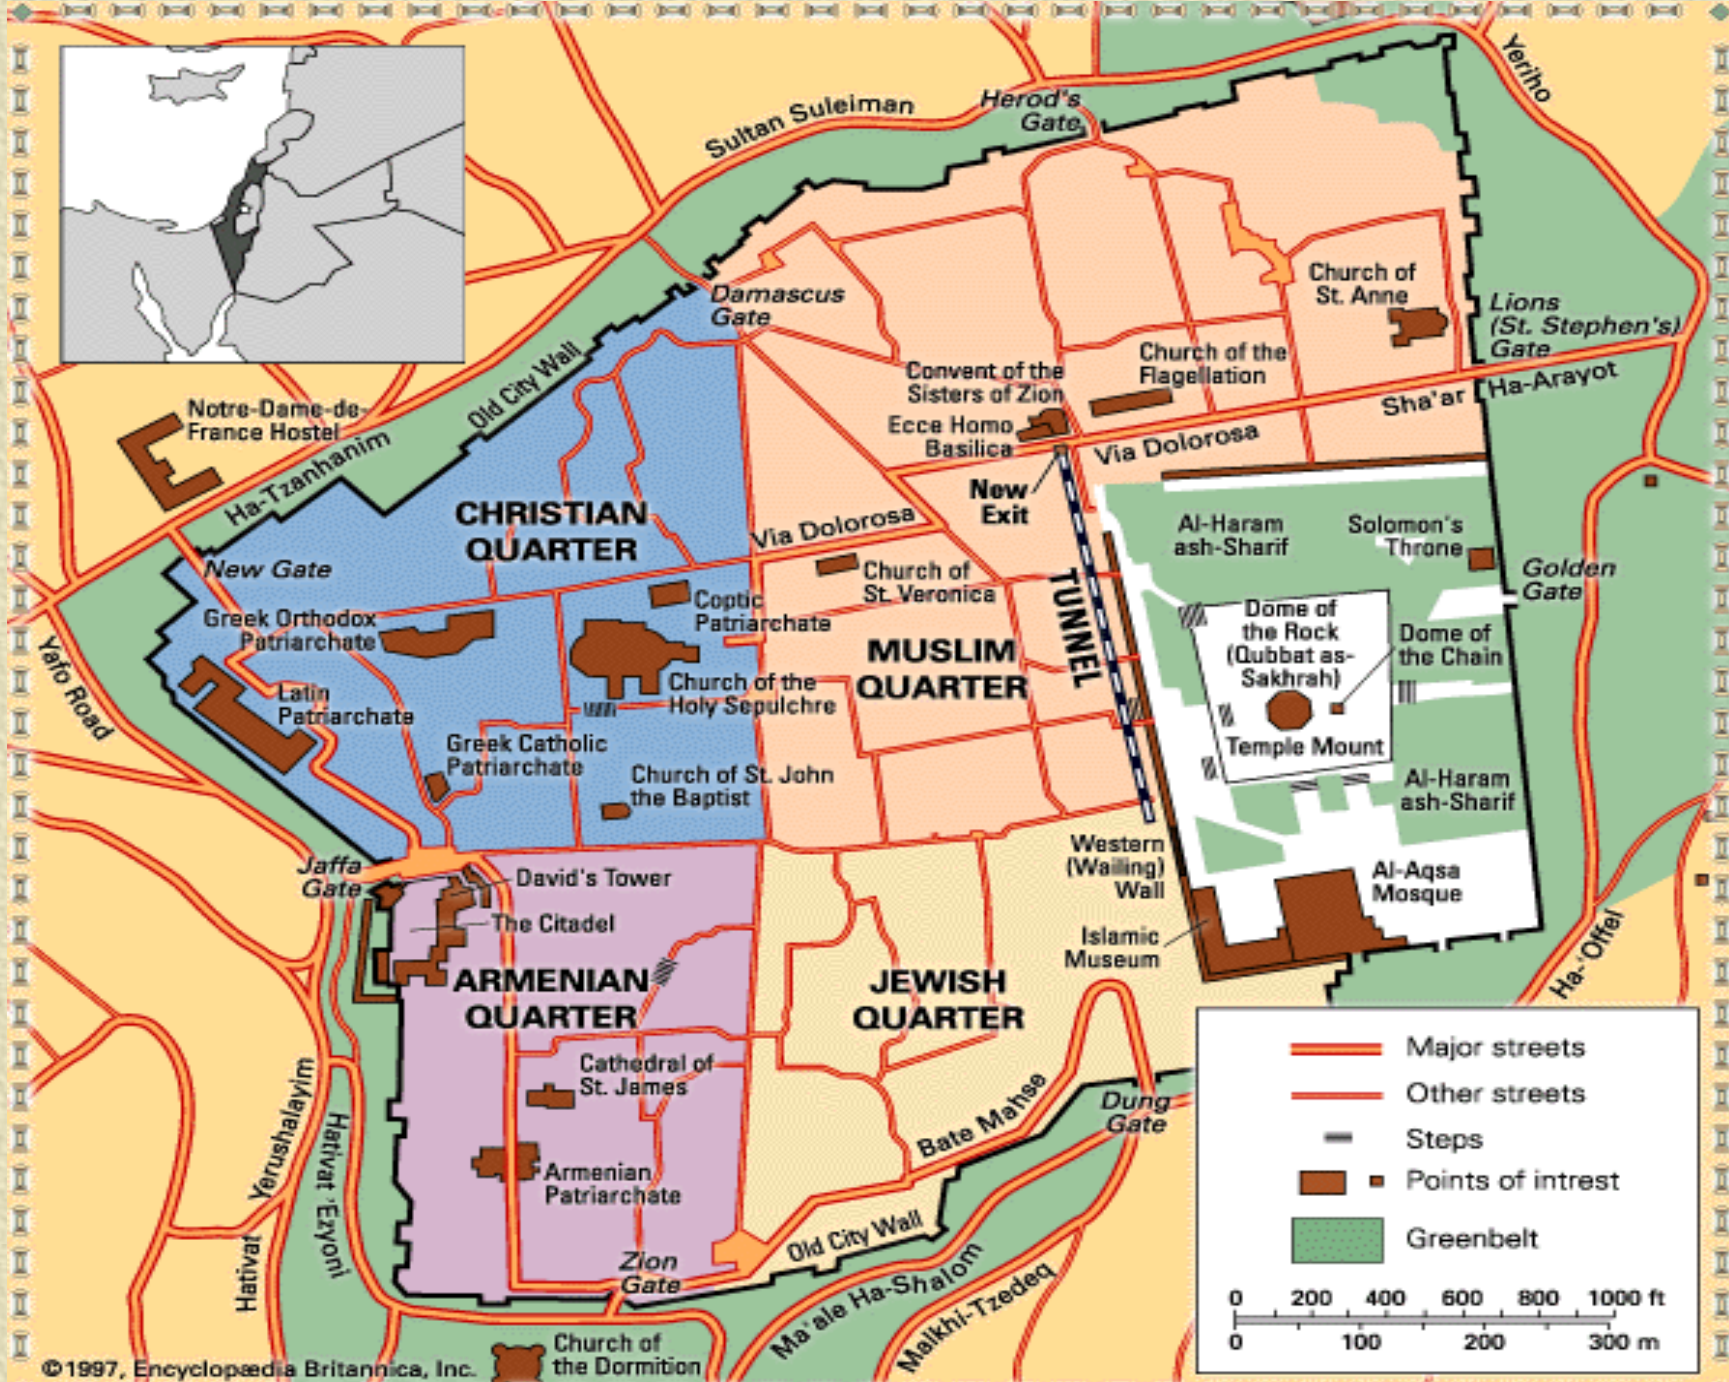 Yeriho
Sultan Suleiman
Herod's
Gate
Church of
St. Anne
Damascus
Gate
Lions
(St. Stephen's)
Gate
Old City Wall
Convent of the
Sisters of Zion
Church of the
Flagellation
Sha'ar
Ha-Arayot
Notre-Dame-de-
France Hostel
Ecce Homo
Basilica
Via Dolorosa
Ha-Tzanhanim
New
Exit
CHRISTIAN
QUARTER
Via Dolorosa
Al-Haram
ash-Sharif
Solomon's
Throne
New Gate
Church of
St. Veronica
TUNNEL
Golden
Gate
Greek Orthodox
Patriarchate
Coptic
Patriarchate
Dome of
the Rock
(Qubbat as-
Sakhrah)
Dome of
the Chain
Yafo Road
MUSLIM
QUARTER
Latin
Patriarchate
Church of the
Holy Sepulchre
Temple Mount
Greek Catholic
Patriarchate
Church of St. John
the Baptist
Al-Haram
ash-Sharif
Jaffa
Gate
Western
(Wailing)
Wall
Al-Aqsa
Mosque
David's Tower
The Citadel
Islamic
Museum
Ha-'Offel
ARMENIAN
QUARTER
JEWISH
QUARTER
Cathedral of
St. James
Bate Mahse
Dung
Gate
Hativat Yerushalayim
Hativat 'Ezyoni
Armenian
Patriarchate
Old City Wall
Zion
Gate
Ma'ale Ha-Shalom
Malkhi-Tzedeq
Church of
the Dormition
Major streets
Other streets
Steps
Points of intrest
Greenbelt
0 200 400 600 800 1000 ft
0 100 200 300 m
©1997, Encyclopædia Britannica, Inc.